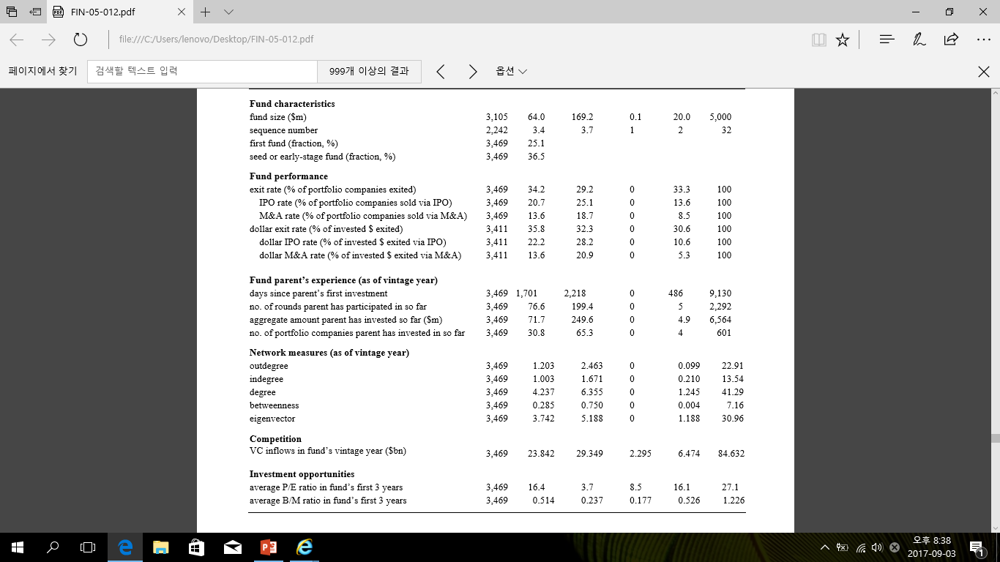 FIN-05-012.pdf
file:///C:/Users/lenovo/Desktop/FIN-05-012.pdf
페이지에서 찾기 검색할 텍스트 입력 999개 이상의 결과 옵션
Fund characteristics
fund size ($m) 3,105 64.0 169.2 0.1 20.0 5,000
sequence number 2,242 3.4 3.7 1 2 32
first fund (fraction, %) 3,469 25.1
seed or early-stage fund (fraction, %) 3,469 36.5
Fund performance
exit rate (% of portfolio companies exited) 3,469 34.2 29.2 0 33.3 100
IPO rate (% of portfolio companies sold via IPO) 3,469 20.7 25.1 0 13.6 100
M&A rate (% of portfolio companies sold via M&A) 3,469 13.6 18.7 0 8.5 100
dollar exit rate (% of invested $ exited) 3,411 35.8 32.3 0 30.6 100
dollar IPO rate (% of invested $ exited via IPO) 3,411 22.2 28.2 0 10.6 100
dollar M&A rate (% of invested $ exited via M&A) 3,411 13.6 20.9 0 5.3 100
Fund parent's experience (as of vintage year)
days since parent's first investment 3,469 1,701 2,218 0 486 9,130
no. of rounds parent has participated in so far 3,469 76.6 199.4 0 5 2,292
aggregate amount parent has invested so far ($m) 3,469 71.7 249.6 0 4.9 6,564
no. of portfolio companies parent has invested in so far 3,469 30.8 65.3 0 4 601
Network measures (as of vintage year)
outdegree 3,469 1.203 2.463 0 0.099 22.91
indegree 3,469 1.003 1.671 0 0.210 13.54
degree 3,469 4.237 6.355 0 1.245 41.29
betweenness 3,469 0.285 0.750 0 0.004 7.16
eigenvector 3,469 3.742 5.188 0 1.188 30.96
Competition
VC inflows in fund's vintage year ($bn) 3,469 23.842 29.349 2.295 6.474 84.632
Investment opportunities
average P/E ratio in fund's first 3 years 3,469 16.4 3.7 8.5 16.1 27.1
average B/M ratio in fund's first 3 years 3,469 0.514 0.237 0.177 0.526 1.226
오후 8:38
2017-09-03
1